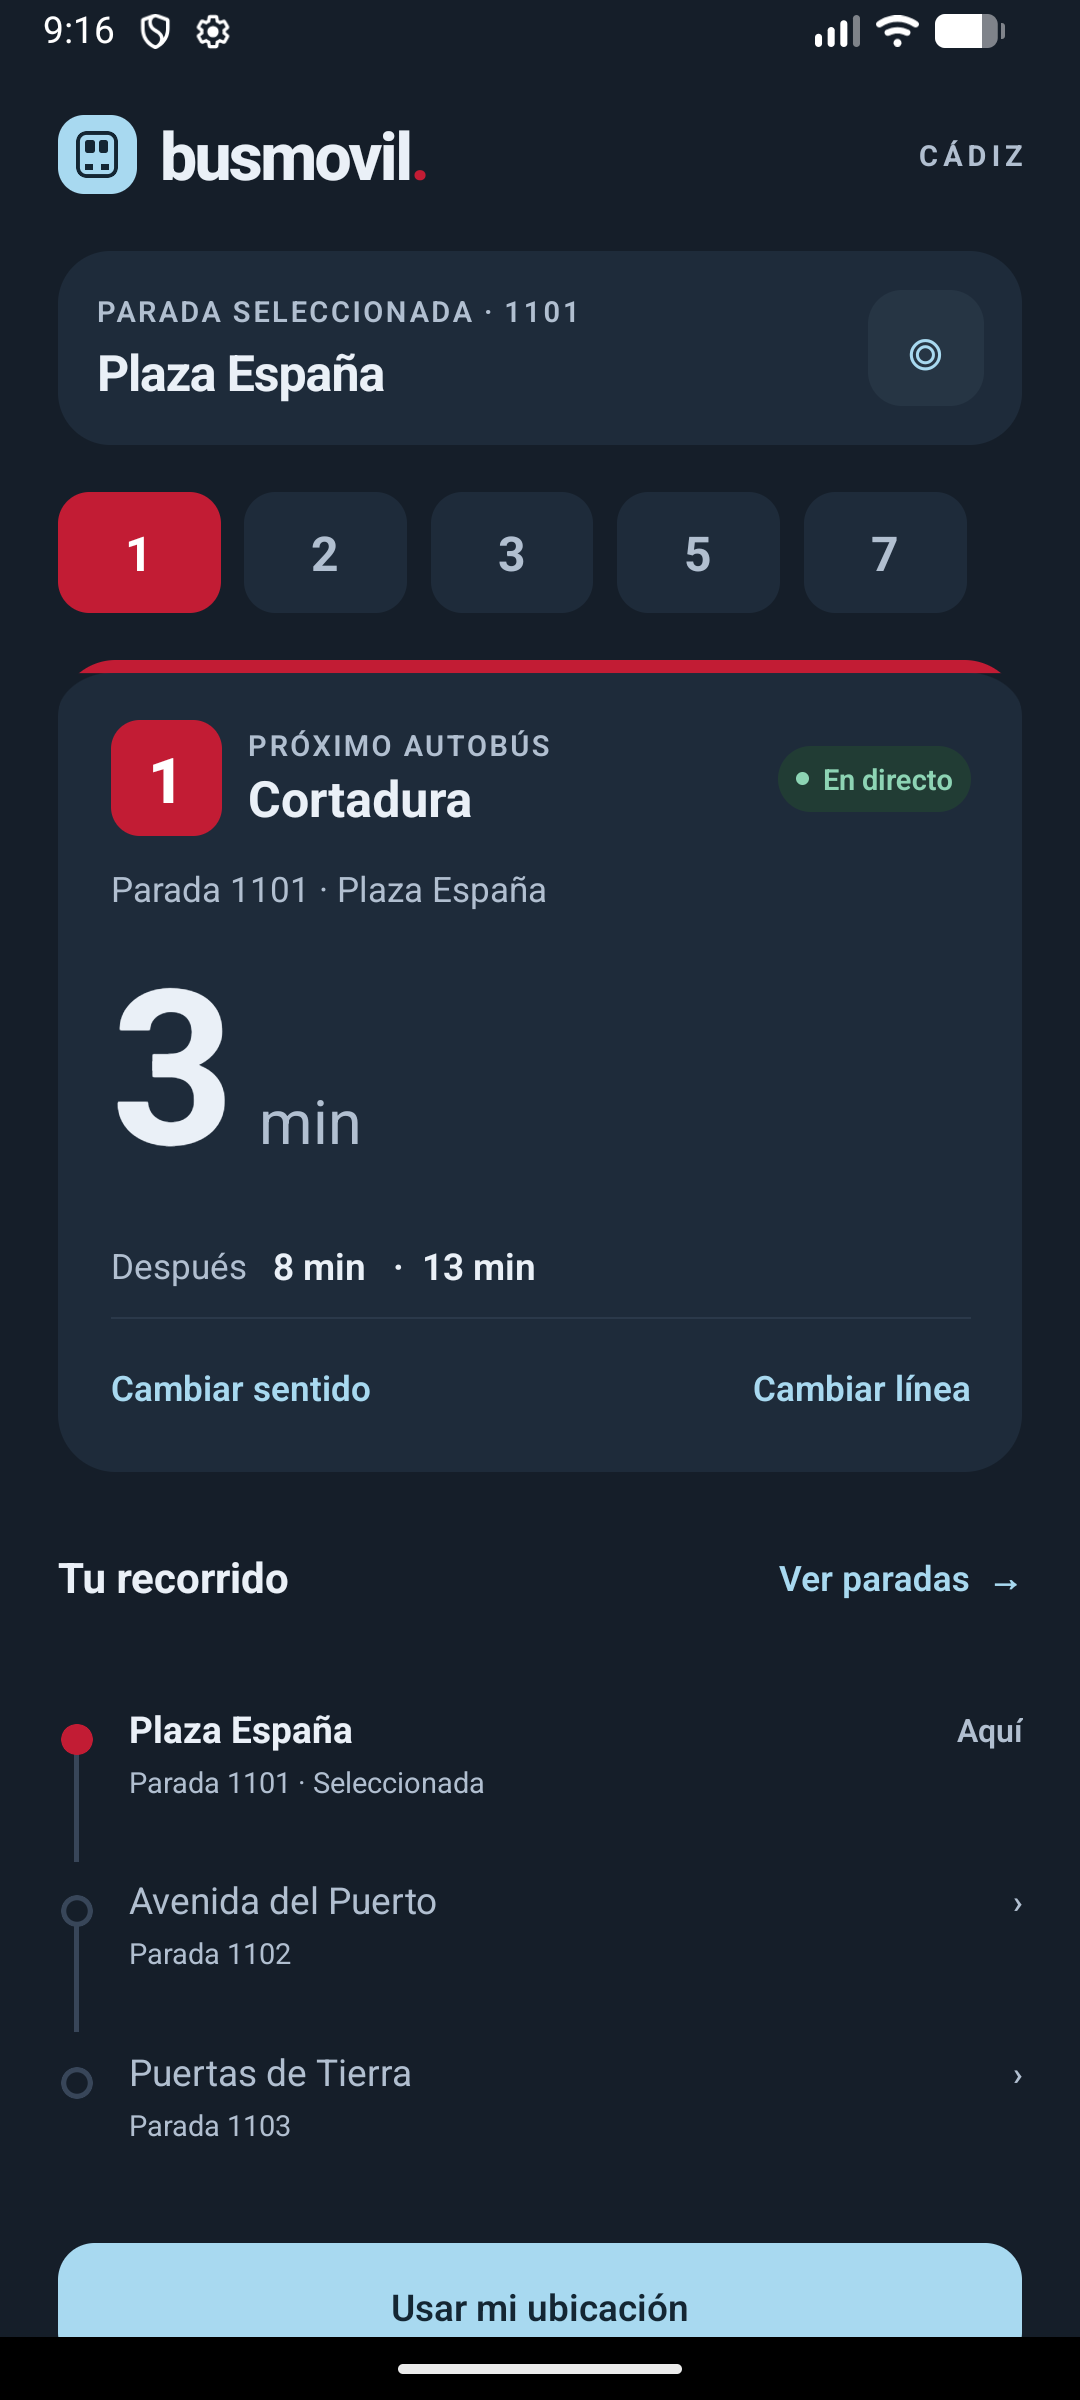 9:16
busmovil.
CÁDIZ
PARADA SELECCIONADA · 1101
Plaza España
1 2 3 5 7
1
PRÓXIMO AUTOBÚS
Cortadura
En directo
Parada 1101 · Plaza España
3 min
Después 8 min · 13 min
Cambiar sentido
Cambiar línea
Tu recorrido
Ver paradas →
Plaza España
Aquí
Parada 1101 · Seleccionada
Avenida del Puerto ›
Parada 1102
Puertas de Tierra ›
Parada 1103
Usar mi ubicación